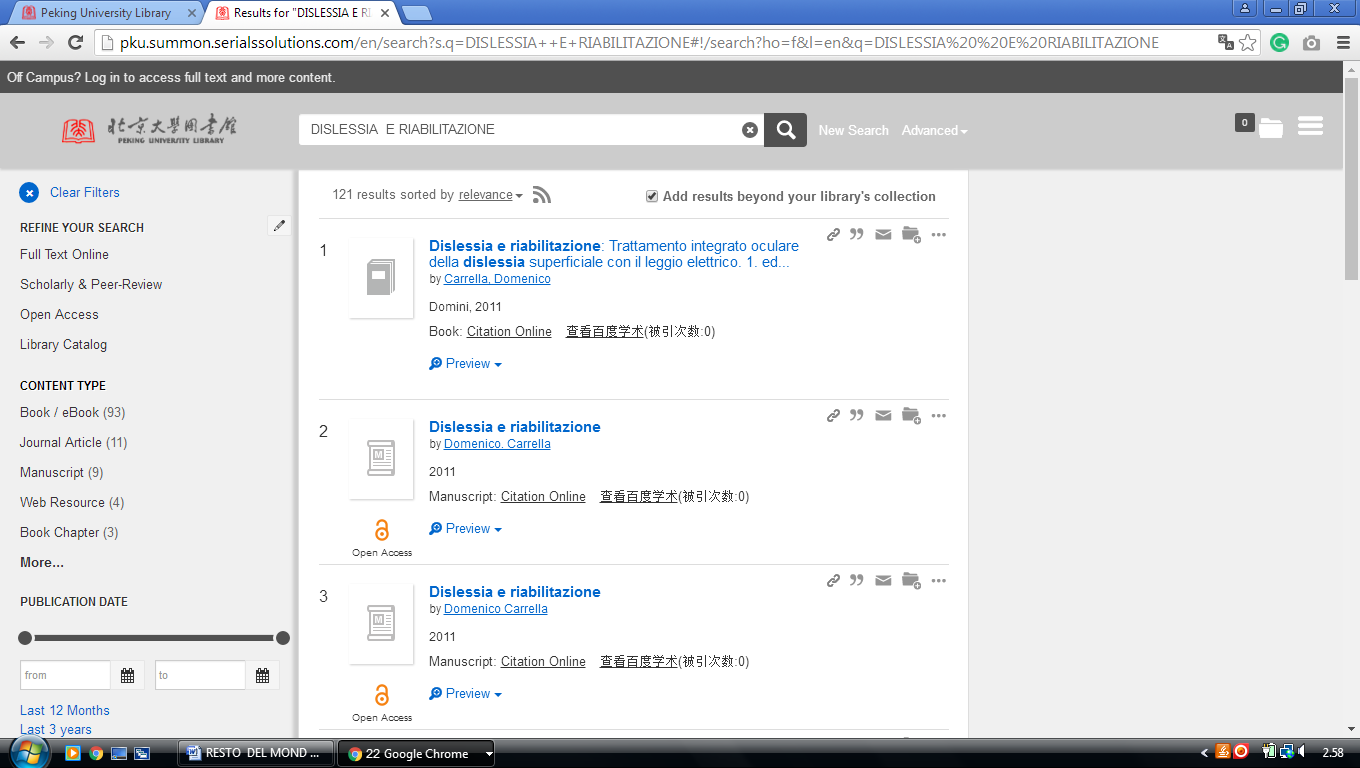 Peking University Library
Results for "DISLESSIA E RI
pku.summon.serialssolutions.com/en/search?s.q=DISLESSIA++E+RIABILITAZIONE#!/search?ho=f&l=en&q=DISLESSIA%20%20E%20RIABILITAZIONE
Off Campus? Log in to access full text and more content.
北京大學圖書館
PEKING UNIVERSITY LIBRARY
DISLESSIA  E RIABILITAZIONE
New Search
Advanced
0
Clear Filters
REFINE YOUR SEARCH
Full Text Online
Scholarly & Peer-Review
Open Access
Library Catalog
CONTENT TYPE
Book / eBook (93)
Journal Article (11)
Manuscript (9)
Web Resource (4)
Book Chapter (3)
More...
PUBLICATION DATE
from
to
Last 12 Months
Last 3 years
121 results sorted by relevance
Add results beyond your library's collection
1
Dislessia e riabilitazione: Trattamento integrato oculare
della dislessia superficiale con il leggio elettrico. 1. ed...
by Carrella, Domenico
Domini, 2011
Book: Citation Online 查看百度学术(被引次数:0)
Preview
2
Dislessia e riabilitazione
by Domenico. Carrella
2011
Manuscript: Citation Online 查看百度学术(被引次数:0)
Preview
Open Access
3
Dislessia e riabilitazione
by Domenico Carrella
2011
Manuscript: Citation Online 查看百度学术(被引次数:0)
Preview
Open Access
RESTO  DEL MOND ...
22 Google Chrome
2.58